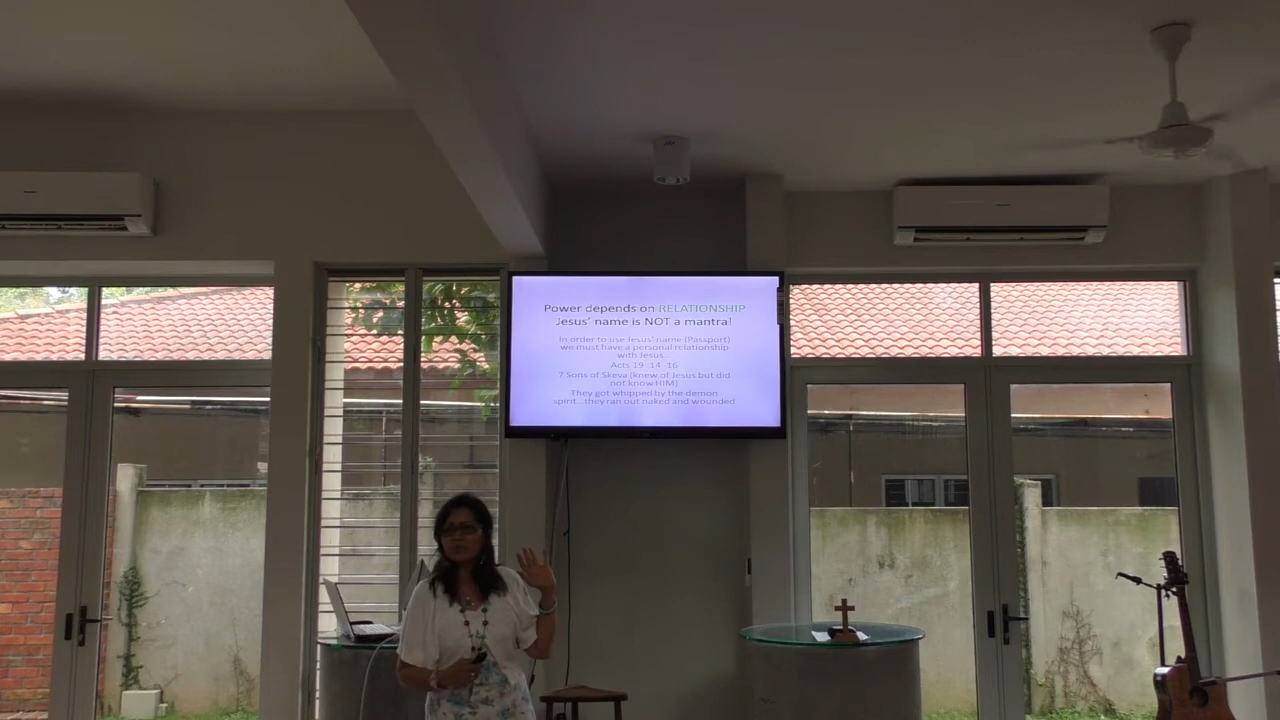 Power depends on RELATIONSHIP
Jesus' name is NOT a mantra!
In order to use Jesus' name (Passport)
we must have a personal relationship
with Jesus..
Acts 19 :14 -16
7 Sons of Skeva (knew of Jesus but did
not know HIM)
They got whipped by the demon
spirit...they ran out naked and wounded